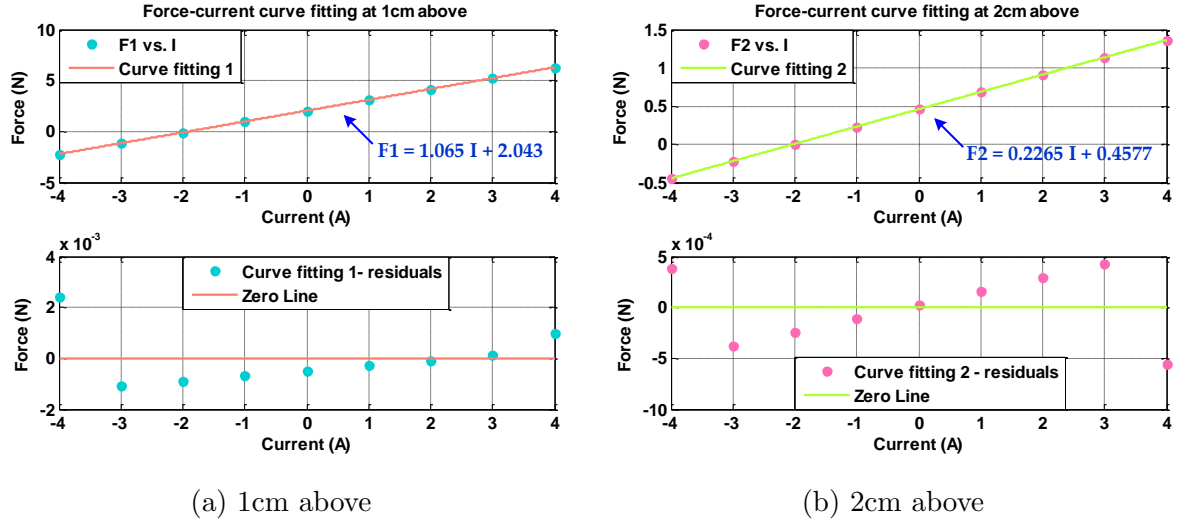 Force-current curve fitting at 1cm above
10
5
0
-5
Force (N)
F1 vs. I
Curve fitting 1
F1 = 1.065 I + 2.043
-4 -3 -2 -1 0 1 2 3 4
Current (A)
x 10^-3
4
2
0
-2
Force (N)
Curve fitting 1- residuals
Zero Line
-4 -3 -2 -1 0 1 2 3 4
Current (A)
(a) 1cm above
Force-current curve fitting at 2cm above
1.5
1
0.5
0
-0.5
Force (N)
F2 vs. I
Curve fitting 2
F2 = 0.2265 I + 0.4577
-4 -3 -2 -1 0 1 2 3 4
Current (A)
x 10^-4
5
0
-5
-10
Force (N)
Curve fitting 2 - residuals
Zero Line
-4 -3 -2 -1 0 1 2 3 4
Current (A)
(b) 2cm above